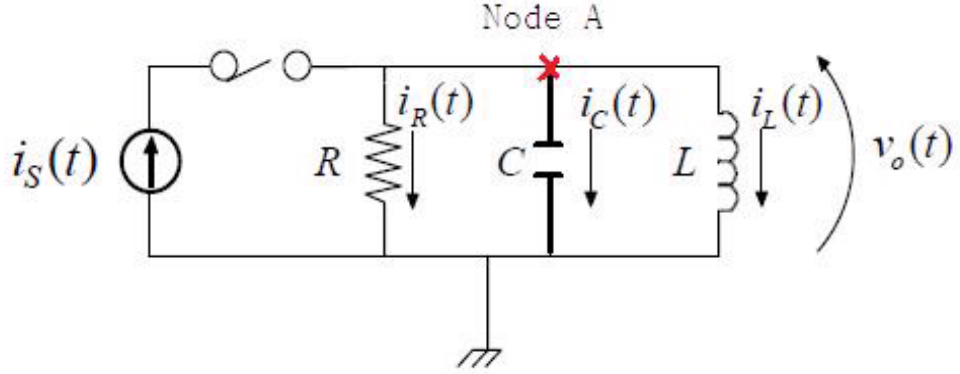 Node A
i_S(t)
R
i_R(t)
C
i_C(t)
L
i_L(t)
v_o(t)